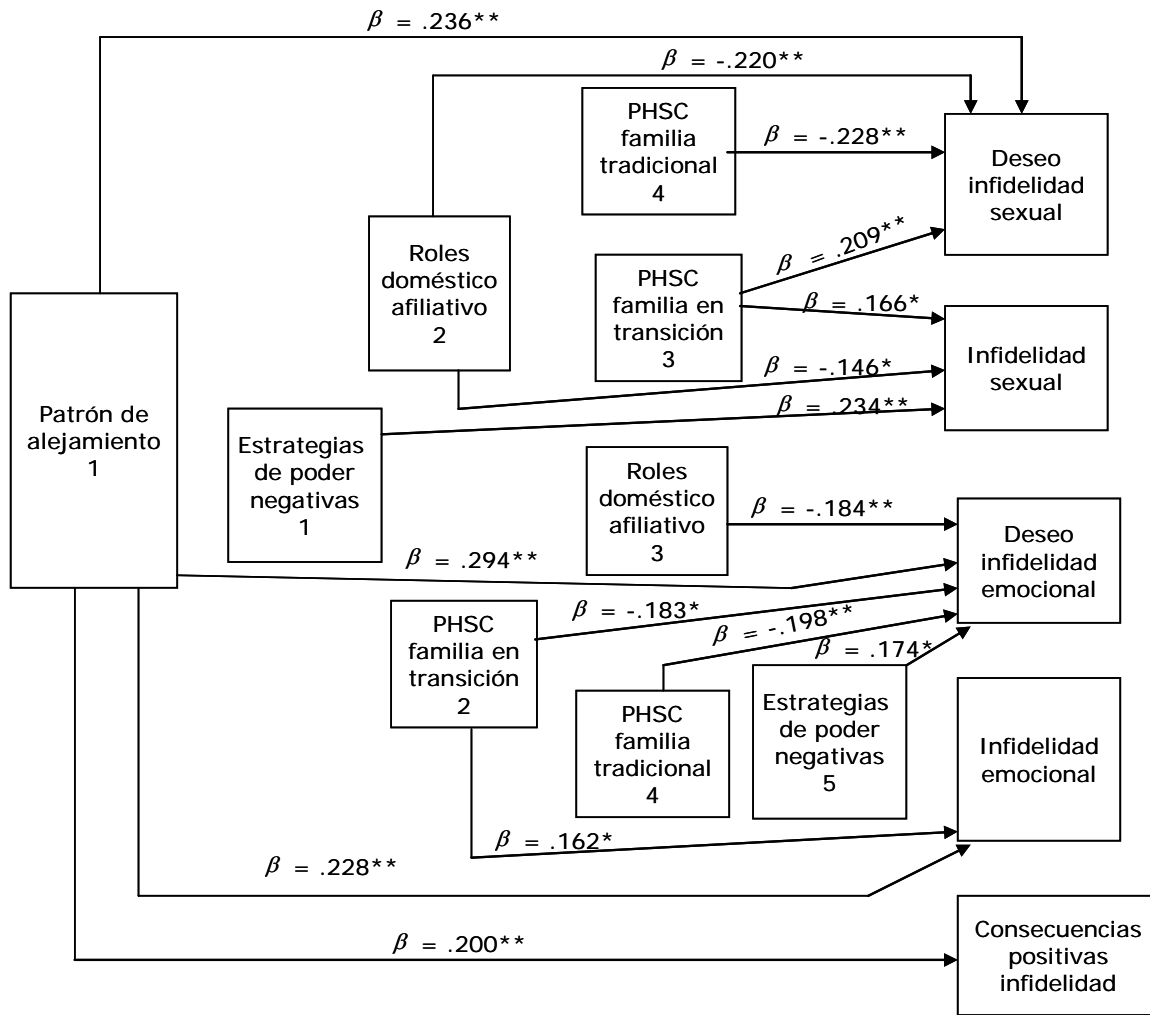 β = .236**
β = -.220**
PHSC
familia
tradicional
4
β = -.228**
Deseo
infidelidad
sexual
Roles
doméstico
afiliativo
2
PHSC
familia en
transición
3
β = .209**
β = .166*
Infidelidad
sexual
β = -.146*
β = .234**
Patrón de
alejamiento
1
Estrategias
de poder
negativas
1
Roles
doméstico
afiliativo
3
β = -.184**
Deseo
infidelidad
emocional
β = .294**
PHSC
familia en
transición
2
β = -.183*
β = -.198**
β = .174*
PHSC
familia
tradicional
4
Estrategias
de poder
negativas
5
Infidelidad
emocional
β = .162*
β = .228**
β = .200**
Consecuencias
positivas
infidelidad